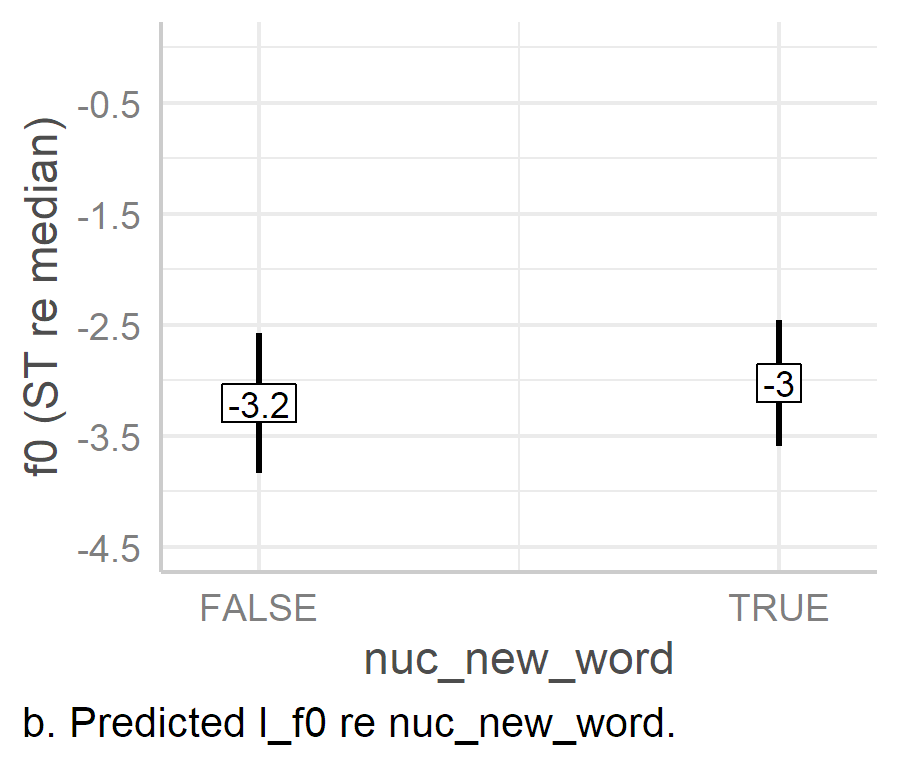 f0 (ST re median)
-0.5
-1.5
-2.5
-3.5
-4.5
-3.2
-3
FALSE
TRUE
nuc_new_word
b. Predicted l_f0 re nuc_new_word.